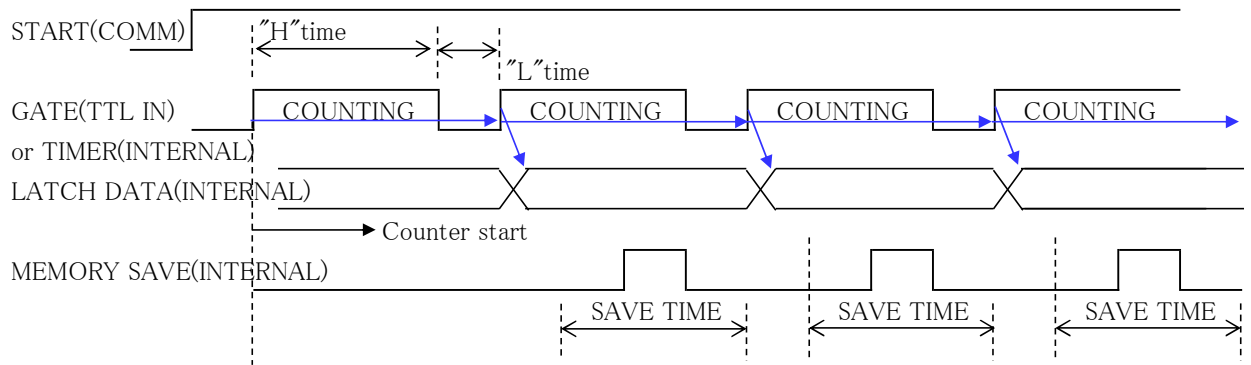 START(COMM)
"H"time
"L"time
GATE(TTL IN)
COUNTING
COUNTING
COUNTING
COUNTING
or TIMER(INTERNAL)
LATCH DATA(INTERNAL)
Counter start
MEMORY SAVE(INTERNAL)
SAVE TIME
SAVE TIME
SAVE TIME